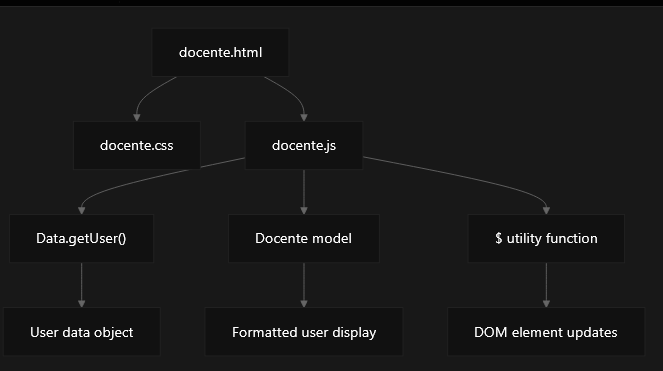 docente.html
docente.css
docente.js
Data.getUser()
Docente model
$ utility function
User data object
Formatted user display
DOM element updates